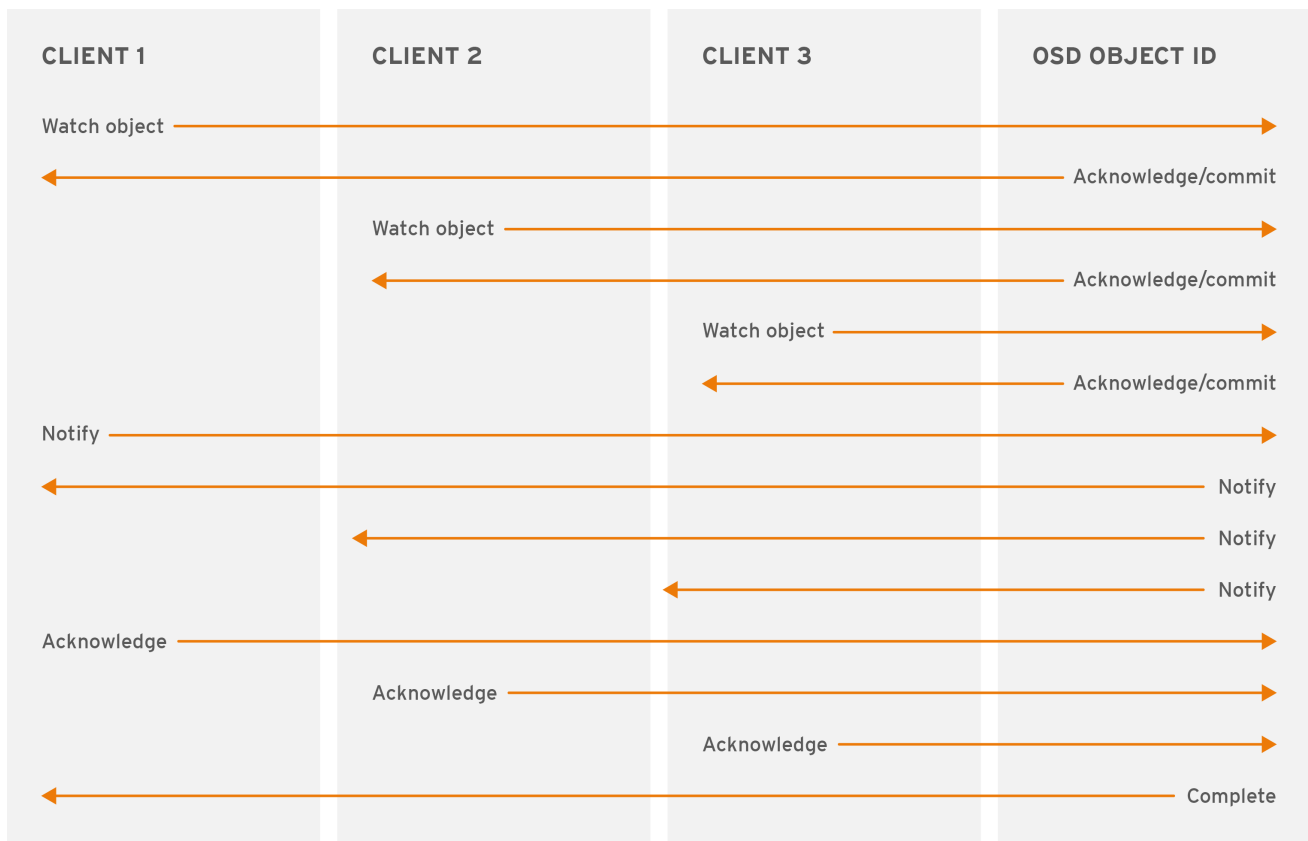 CLIENT 1
CLIENT 2
CLIENT 3
OSD OBJECT ID
Watch object
Acknowledge/commit
Watch object
Acknowledge/commit
Watch object
Acknowledge/commit
Notify
Notify
Notify
Notify
Acknowledge
Acknowledge
Acknowledge
Complete